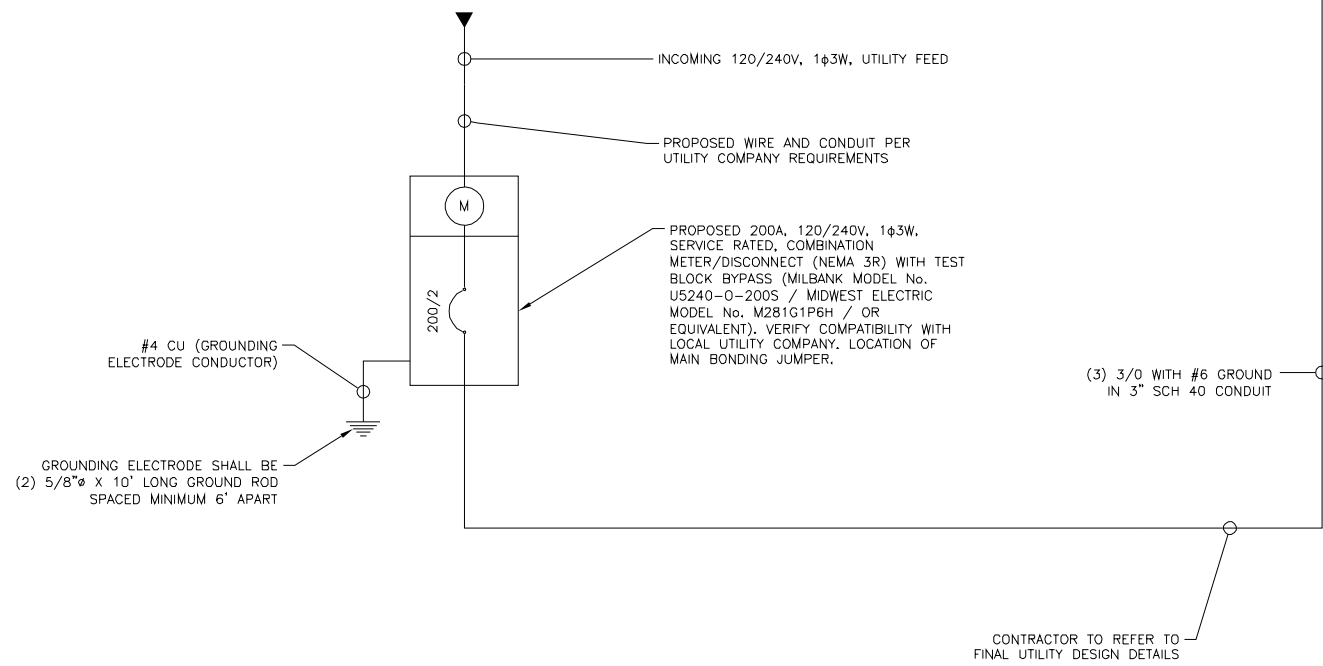 INCOMING 120/240V, 1ϕ3W, UTILITY FEED
PROPOSED WIRE AND CONDUIT PER
UTILITY COMPANY REQUIREMENTS
M
200/2
PROPOSED 200A, 120/240V, 1ϕ3W,
SERVICE RATED, COMBINATION
METER/DISCONNECT (NEMA 3R) WITH TEST
BLOCK BYPASS (MILBANK MODEL No.
U5240-O-200S / MIDWEST ELECTRIC
MODEL No. M281G1P6H / OR
EQUIVALENT). VERIFY COMPATIBILITY WITH
LOCAL UTILITY COMPANY. LOCATION OF
MAIN BONDING JUMPER.
#4 CU (GROUNDING
ELECTRODE CONDUCTOR)
(3) 3/0 WITH #6 GROUND
IN 3" SCH 40 CONDUIT
GROUNDING ELECTRODE SHALL BE
(2) 5/8"ø X 10' LONG GROUND ROD
SPACED MINIMUM 6' APART
CONTRACTOR TO REFER TO
FINAL UTILITY DESIGN DETAILS